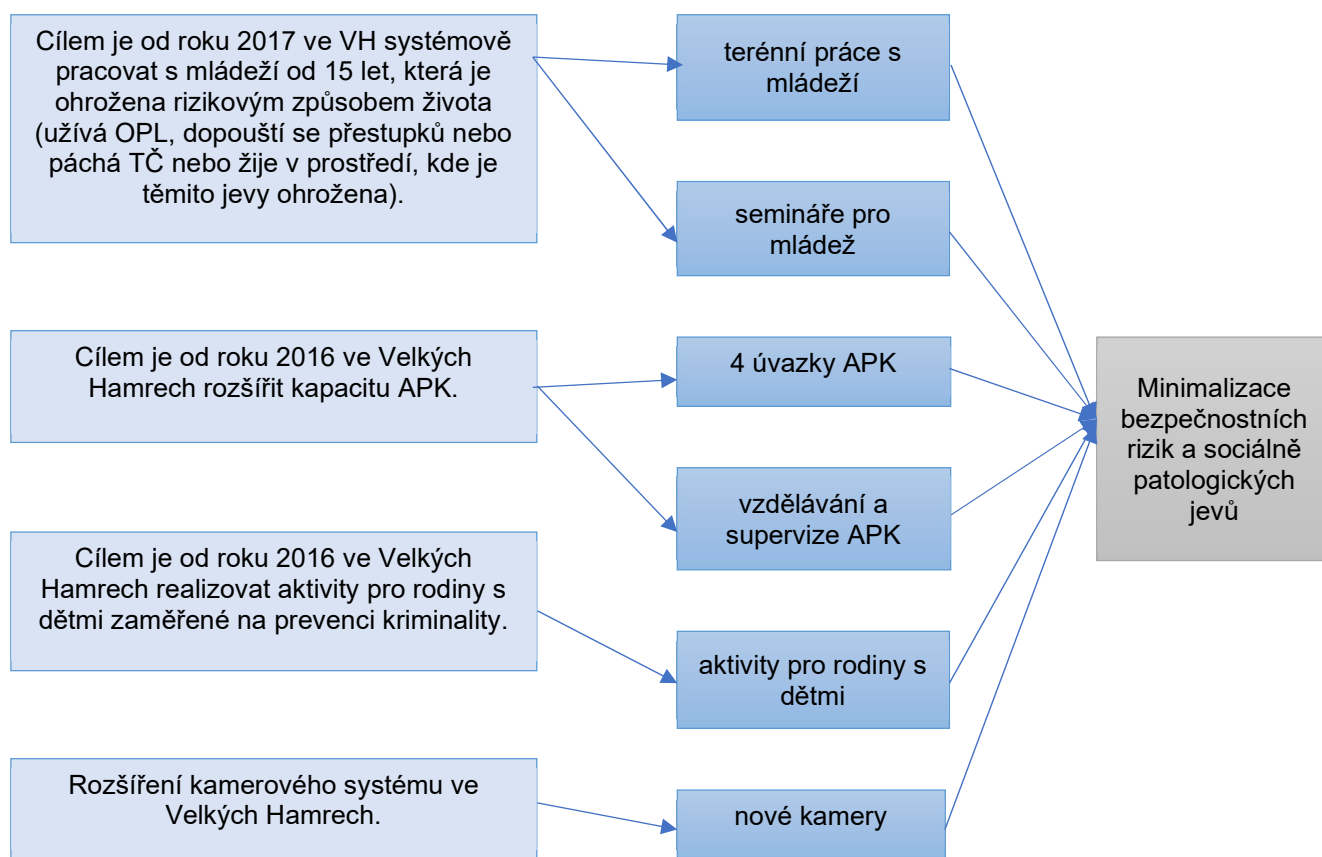 Cílem je od roku 2017 ve VH systémově
pracovat s mládeží od 15 let, která je
ohrožena rizikovým způsobem života
(užívá OPL, dopouští se přestupků nebo
páchá TČ nebo žije v prostředí, kde je
těmito jevy ohrožena).
terénní práce s
mládeží
semináře pro
mládež
Cílem je od roku 2016 ve Velkých
Hamrech rozšířit kapacitu APK.
4 úvazky APK
vzdělávání a
supervize APK
Cílem je od roku 2016 ve Velkých
Hamrech realizovat aktivity pro rodiny s
dětmi zaměřené na prevenci kriminality.
aktivity pro rodiny s
dětmi
Rozšíření kamerového systému ve
Velkých Hamrech.
nové kamery
Minimalizace
bezpečnostních
rizik a sociálně
patologických
jevů